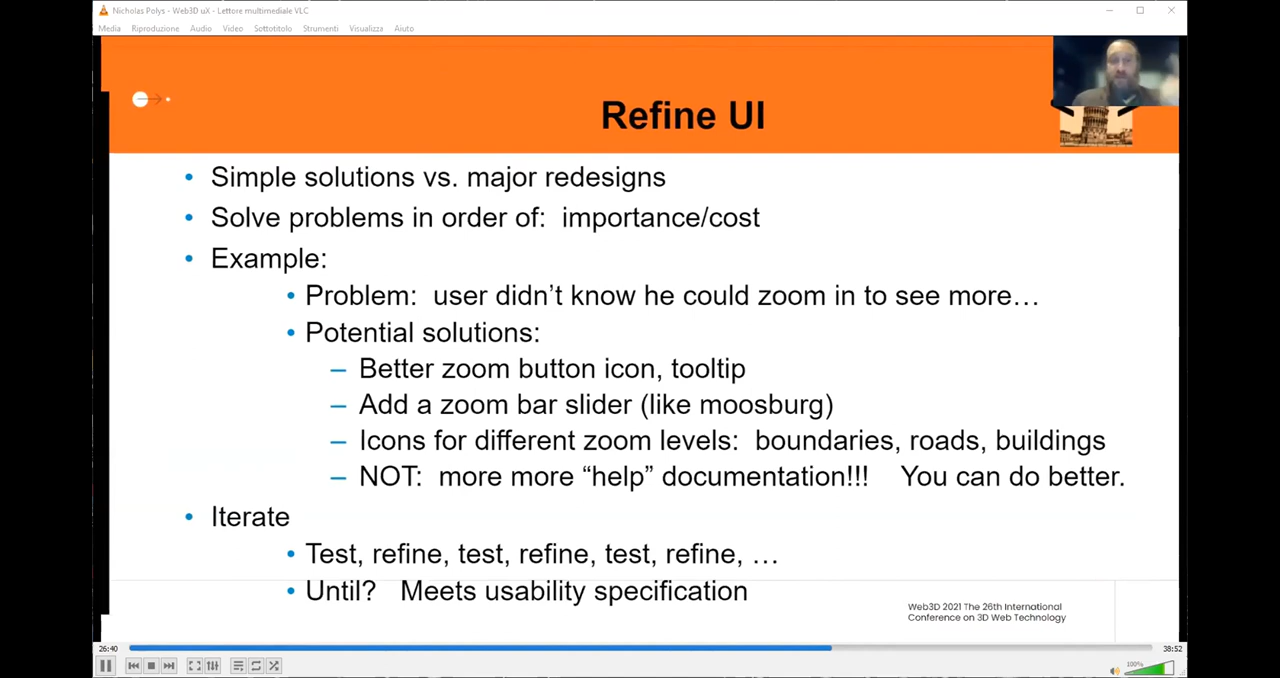 Nicholas Polys - Web3D uX - Lettore multimediale VLC
Media Riproduzione Audio Video Sottotitolo Strumenti Visualizza Aiuto
Refine UI
• Simple solutions vs. major redesigns
• Solve problems in order of: importance/cost
• Example:
• Problem: user didn’t know he could zoom in to see more…
• Potential solutions:
– Better zoom button icon, tooltip
– Add a zoom bar slider (like moosburg)
– Icons for different zoom levels: boundaries, roads, buildings
– NOT: more more “help” documentation!!! You can do better.
• Iterate
• Test, refine, test, refine, test, refine, …
• Until? Meets usability specification
Web3D 2021 The 26th International
Conference on 3D Web Technology
26:40 38:52
100%